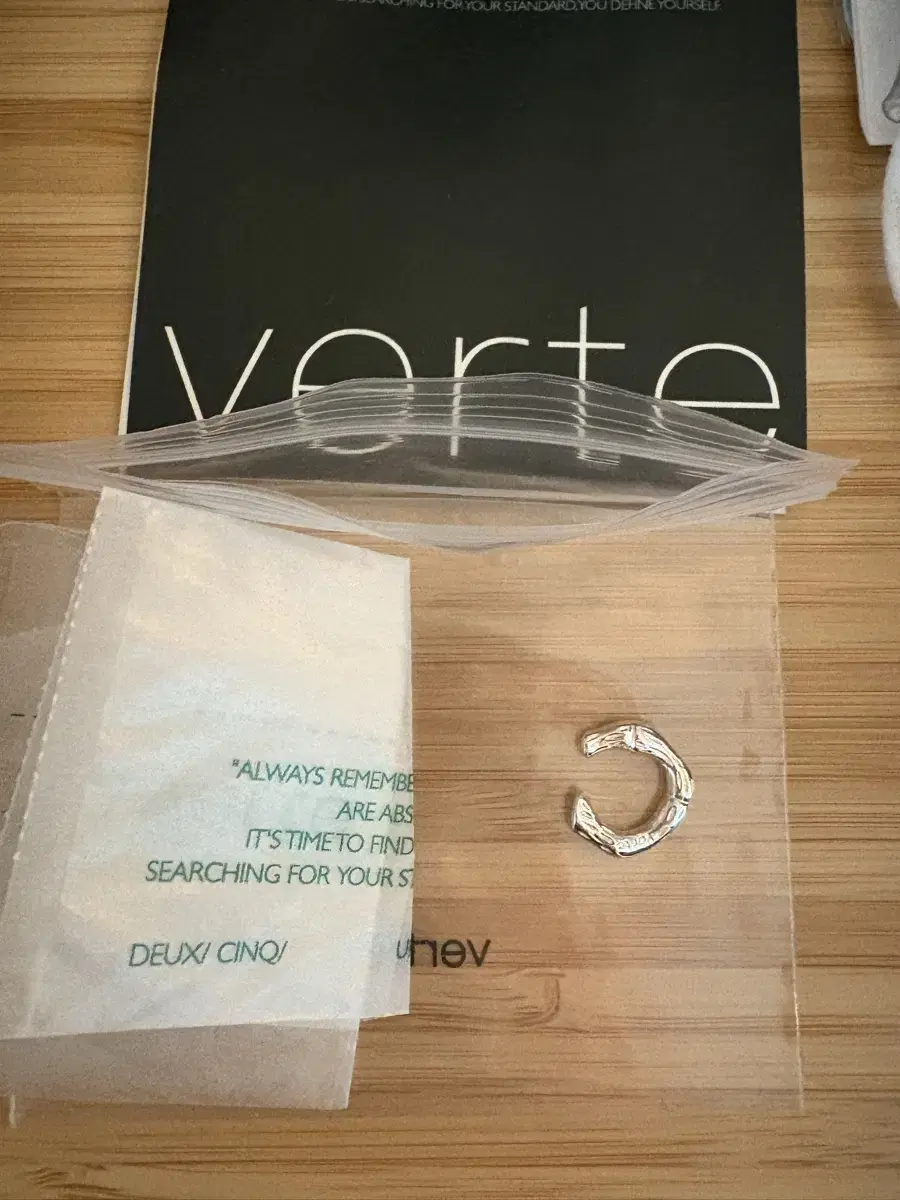 SEARCHING FOR YOUR STANDARD, YOU DEFINE YOURSELF.
verte
"ALWAYS REMEMBE
ARE ABS
IT'S TIME TO FIND
SEARCHING FOR YOUR ST
DEUX/ CINQ/